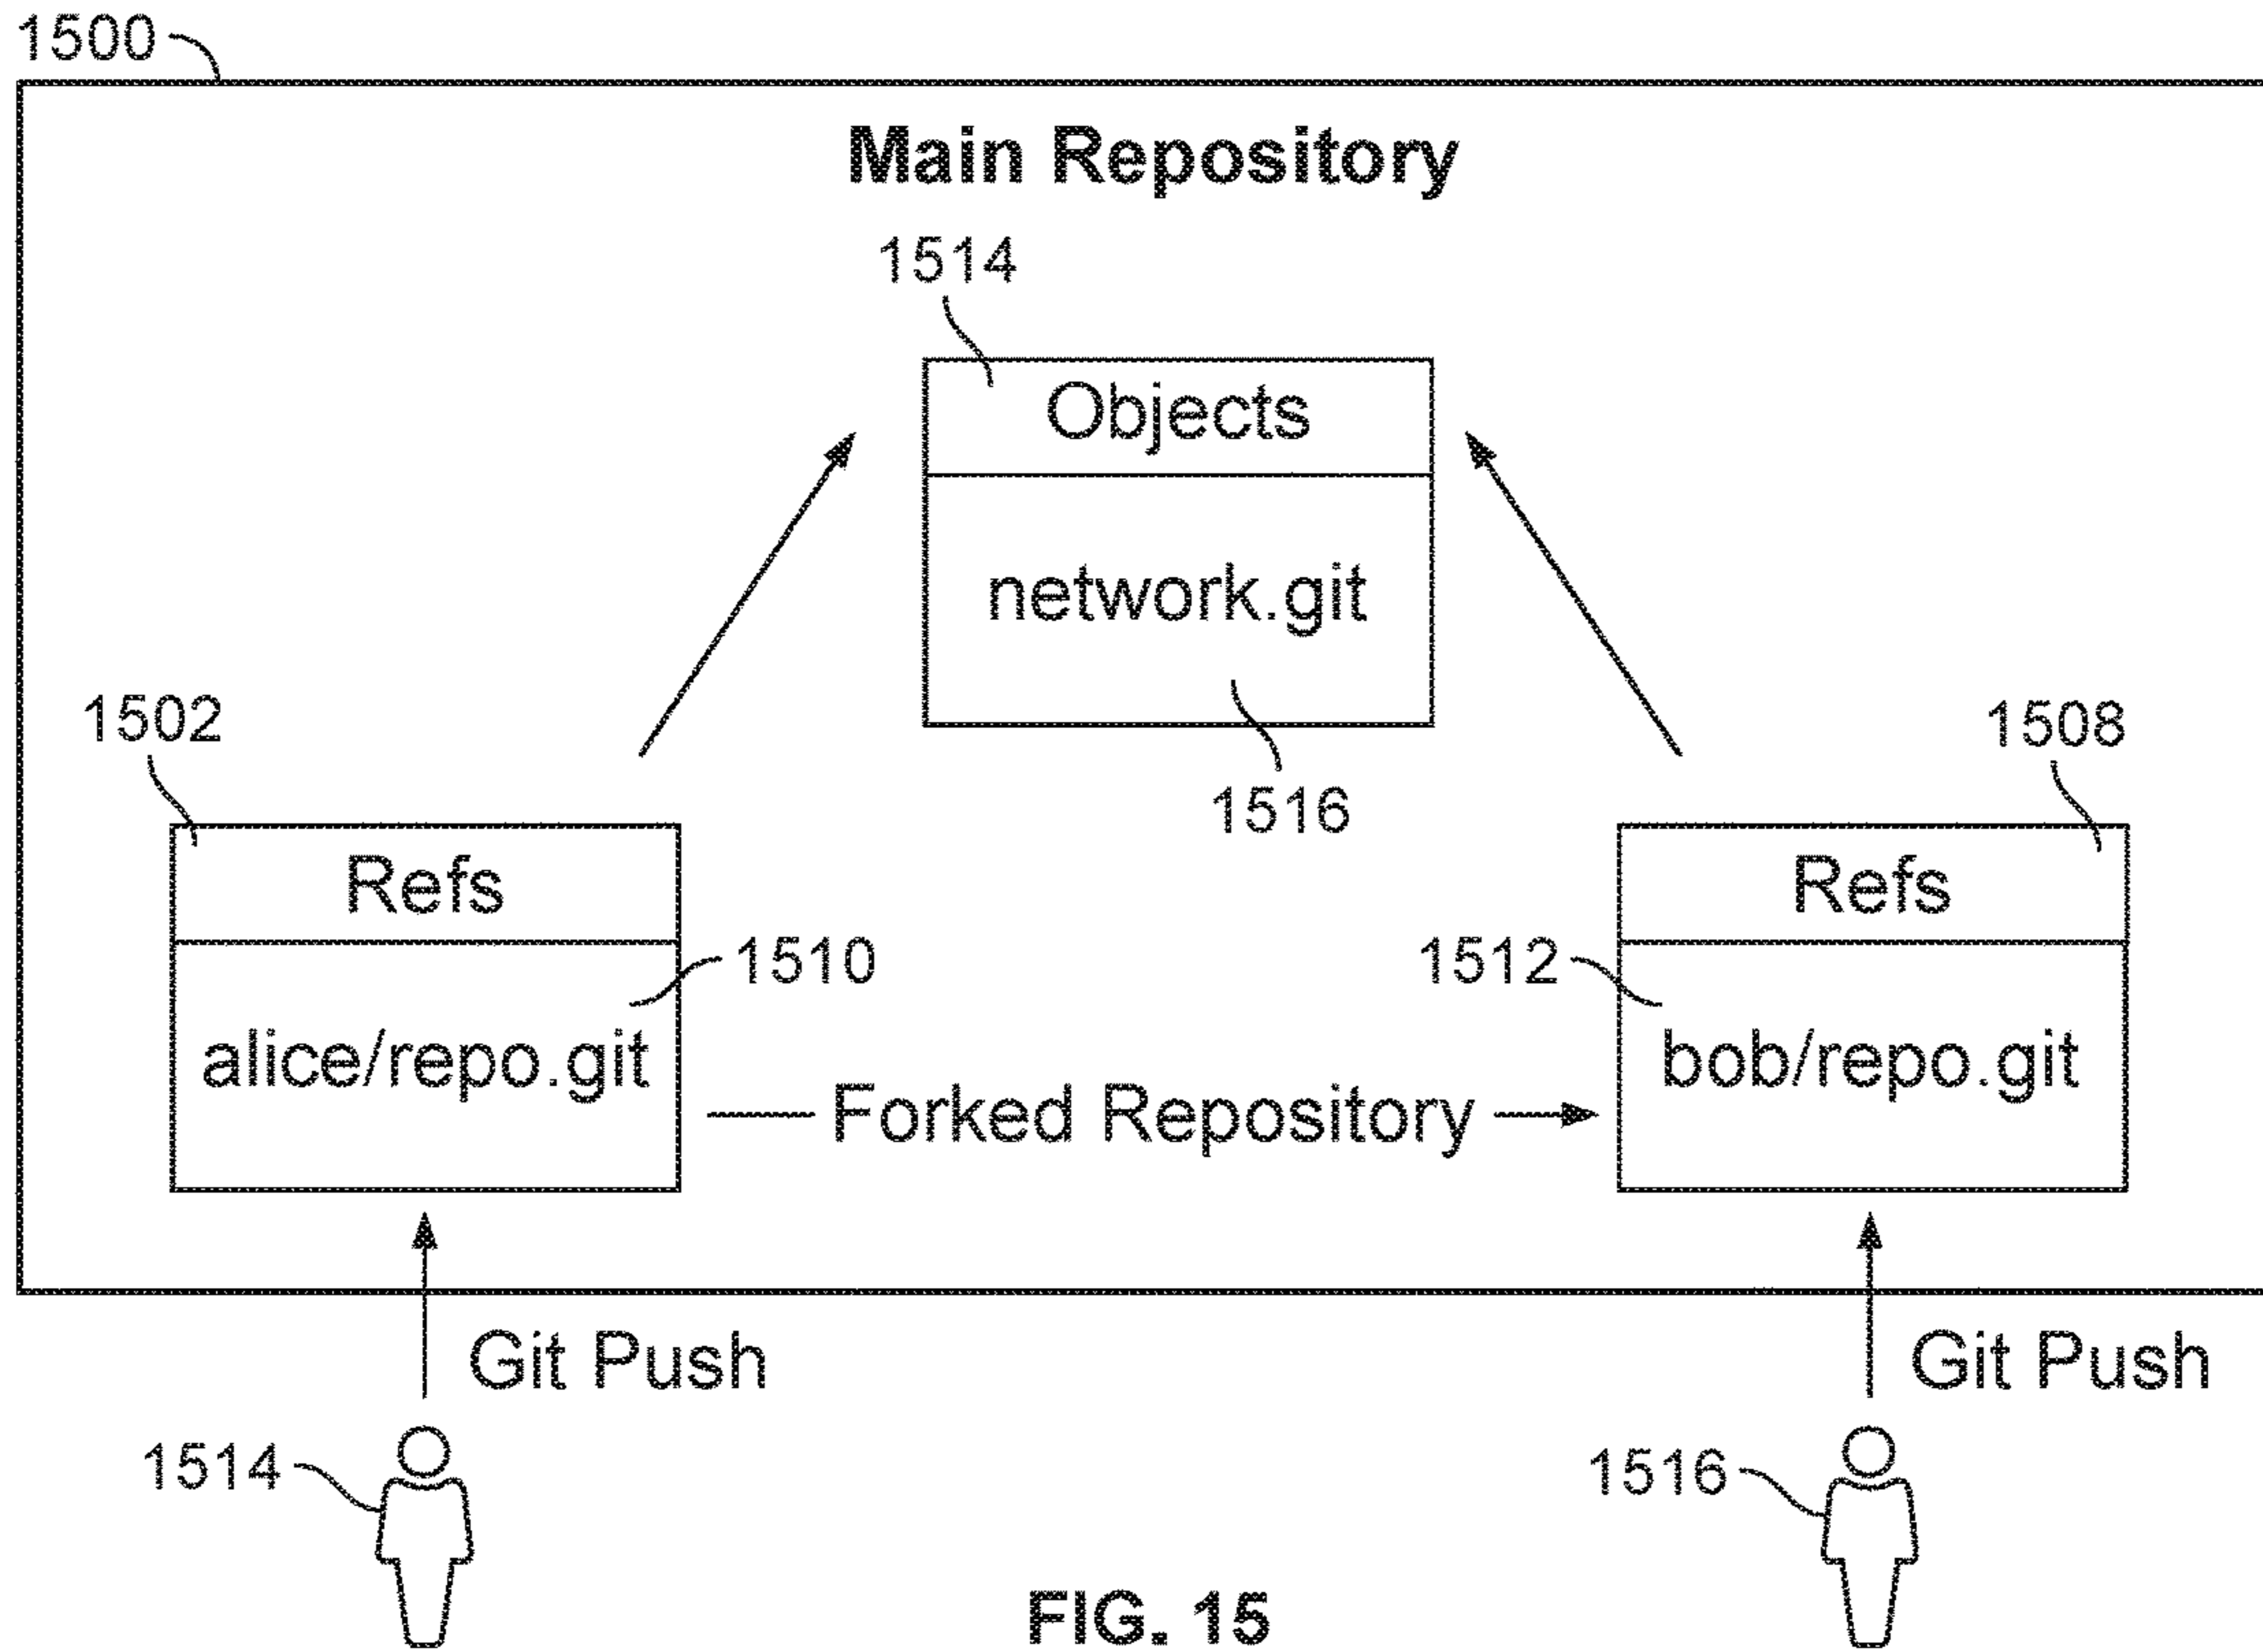 1500
Main Repository
1514
Objects
network.git
1516
1502
1508
Refs
Refs
1510
1512
alice/repo.git
bob/repo.git
Forked Repository
Git Push
Git Push
1514
1516
FIG. 15